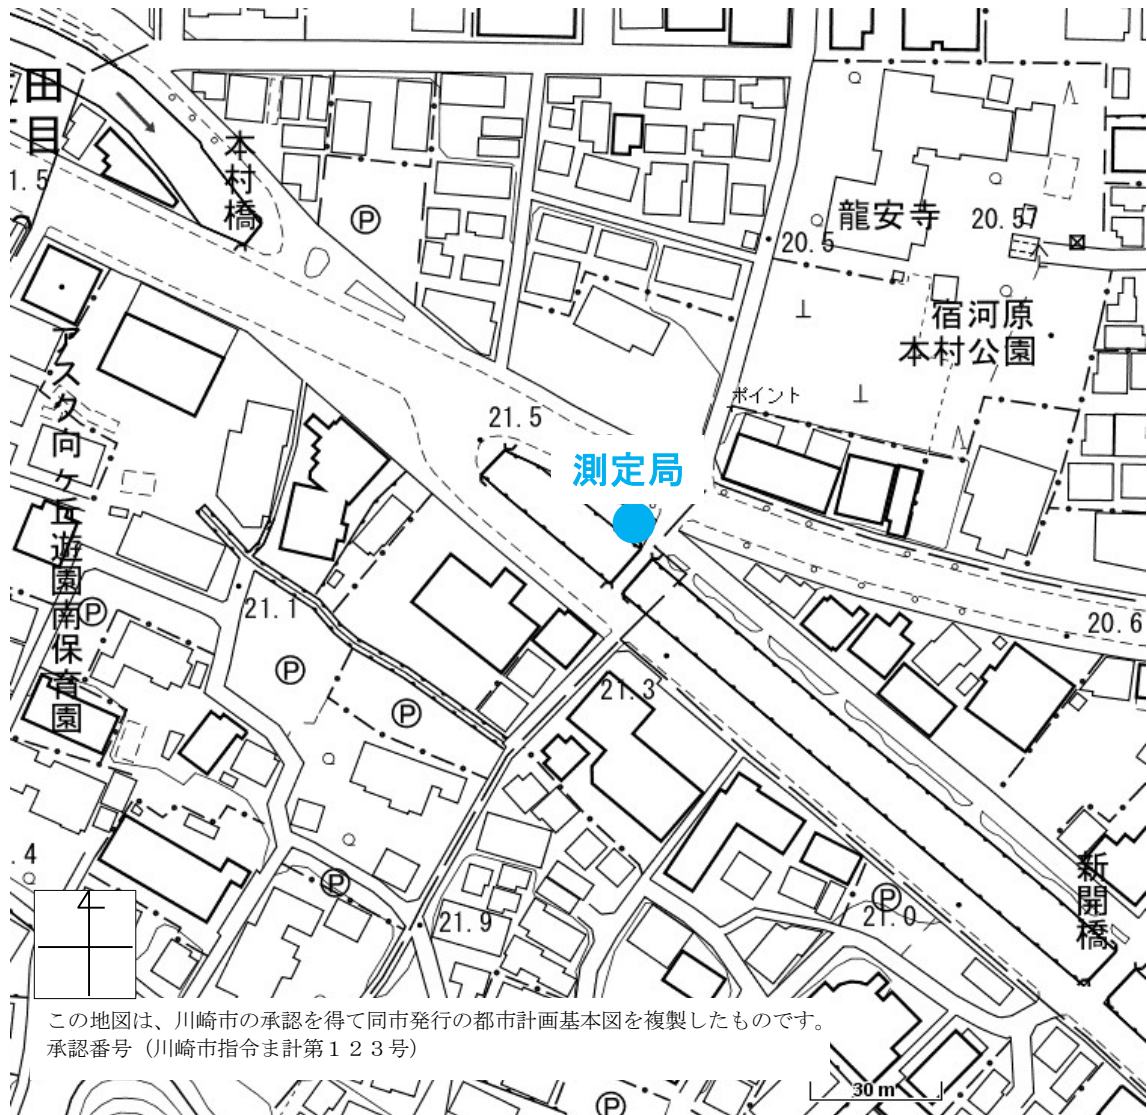 田
目
本村橋
1.5
Ⓟ
龍安寺
20.57
20.5
宿河原
本村公園
アスク向ヶ丘遊園南保育園
ポイント
21.5
測定局
21.1
Ⓟ
20.6
Ⓟ
21.3
Ⓟ
.4
Ⓟ
21.9
Ⓟ
21.0
新開橋
この地図は、川崎市の承認を得て同市発行の都市計画基本図を複製したものです。
承認番号（川崎市指令ま計第１２３号）
30 m
Ⓟ